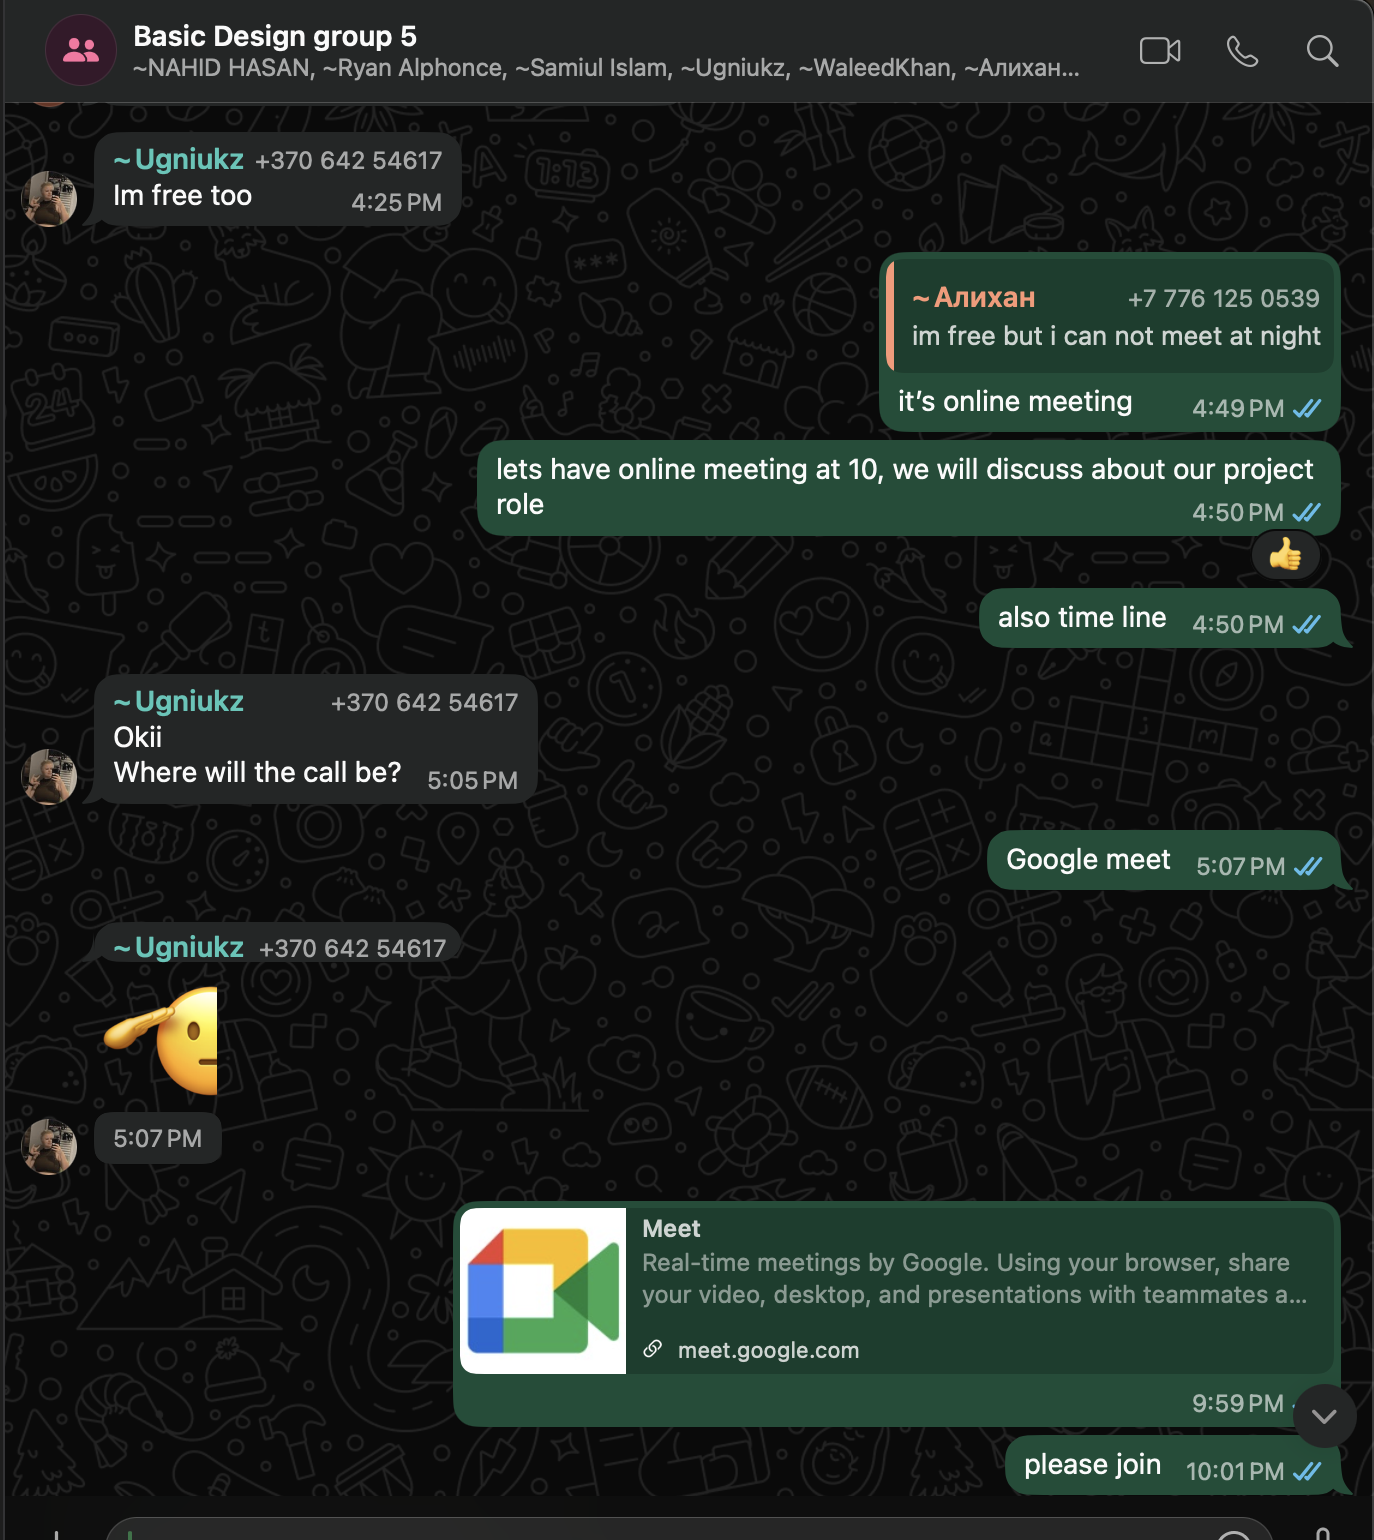 Basic Design group 5
~NAHID HASAN, ~Ryan Alphonce, ~Samiul Islam, ~Ugniukz, ~WaleedKhan, ~Алихан...
~Ugniukz +370 642 54617
Im free too 4:25 PM
~Алихан +7 776 125 0539
im free but i can not meet at night
it's online meeting 4:49 PM
lets have online meeting at 10, we will discuss about our project
role 4:50 PM
also time line 4:50 PM
~Ugniukz +370 642 54617
Okii
Where will the call be? 5:05 PM
Google meet 5:07 PM
~Ugniukz +370 642 54617
5:07 PM
Meet
Real-time meetings by Google. Using your browser, share
your video, desktop, and presentations with teammates a...
meet.google.com
9:59 PM
please join 10:01 PM